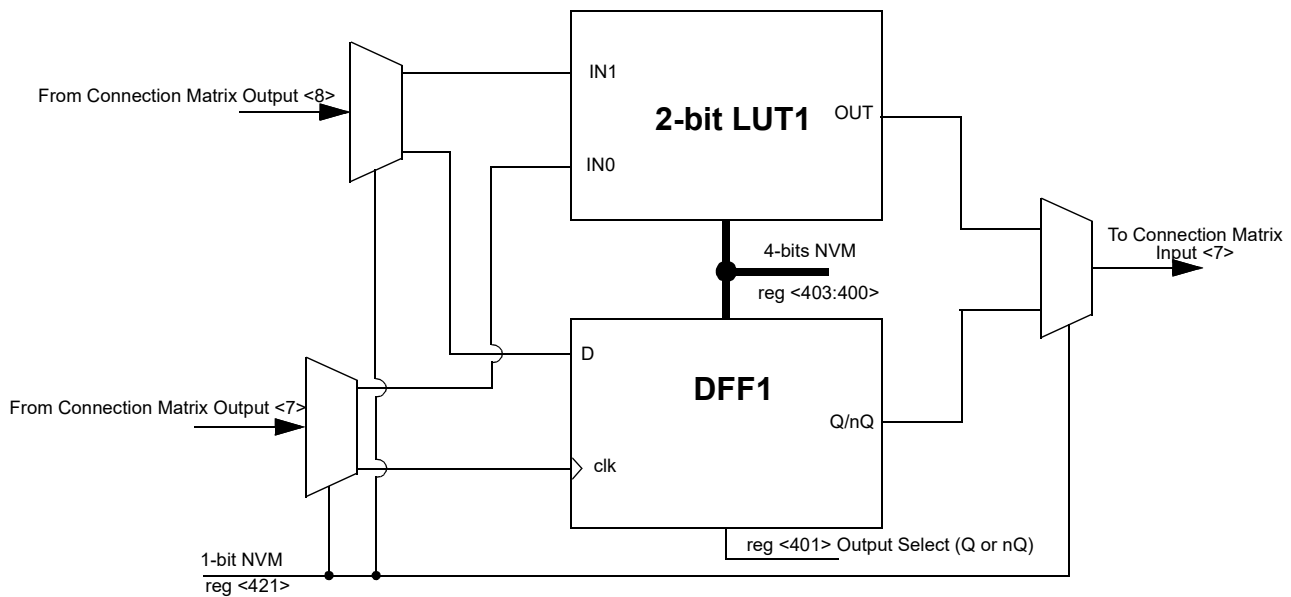 From Connection Matrix Output <8>
IN1
2-bit LUT1
OUT
IN0
To Connection Matrix
Input <7>
4-bits NVM
reg <403:400>
D
DFF1
From Connection Matrix Output <7>
Q/nQ
clk
reg <401> Output Select (Q or nQ)
1-bit NVM
reg <421>